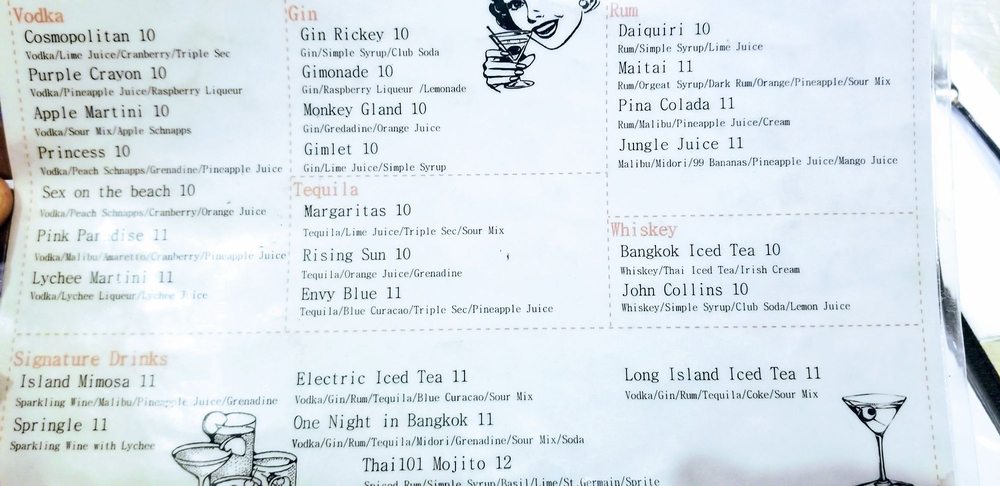 Vodka
Cosmopolitan 10
Vodka/Lime Juice/Cranberry/Triple Sec
Purple Crayon 10
Vodka/Pineapple Juice/Raspberry Liqueur
Apple Martini 10
Vodka/Sour Mix/Apple Schnapps
Princess 10
Vodka/Peach Schnapps/Grenadine/Pineapple Juice
Sex on the beach 10
Vodka/Peach Schnapps/Cranberry/Orange Juice
Pink Paradise 11
Vodka/Malibu/Amaretto/Cranberry/Pineapple Juice
Lychee Martini 11
Vodka/Lychee Liqueur/Lychee Juice
Gin
Gin Rickey 10
Gin/Simple Syrup/Club Soda
Gimonade 10
Gin/Raspberry Liqueur /Lemonade
Monkey Gland 10
Gin/Gredadine/Orange Juice
Gimlet 10
Gin/Lime Juice/Simple Syrup
Tequila
Margaritas 10
Tequila/Lime Juice/Triple Sec/Sour Mix
Rising Sun 10
Tequila/Orange Juice/Grenadine
Envy Blue 11
Tequila/Blue Curacao/Triple Sec/Pineapple Juice
Rum
Daiquiri 10
Rum/Simple Syrup/Lime Juice
Maitai 11
Rum/Orgeat Syrup/Dark Rum/Orange/Pineapple/Sour Mix
Pina Colada 11
Rum/Malibu/Pineapple Juice/Cream
Jungle Juice 11
Malibu/Midori/99 Bananas/Pineapple Juice/Mango Juice
Whiskey
Bangkok Iced Tea 10
Whiskey/Thai Iced Tea/Irish Cream
John Collins 10
Whiskey/Simple Syrup/Club Soda/Lemon Juice
Signature Drinks
Island Mimosa 11
Sparkling Wine/Malibu/Pineapple Juice/Grenadine
Springle 11
Sparkling Wine with Lychee
Electric Iced Tea 11
Vodka/Gin/Rum/Tequila/Blue Curacao/Sour Mix
One Night in Bangkok 11
Vodka/Gin/Rum/Tequila/Midori/Grenadine/Sour Mix/Soda
Thai101 Mojito 12
Spiced Rum/Simple Syrup/Basil/Lime/St.Germain/Sprite
Long Island Iced Tea 11
Vodka/Gin/Rum/Tequila/Coke/Sour Mix